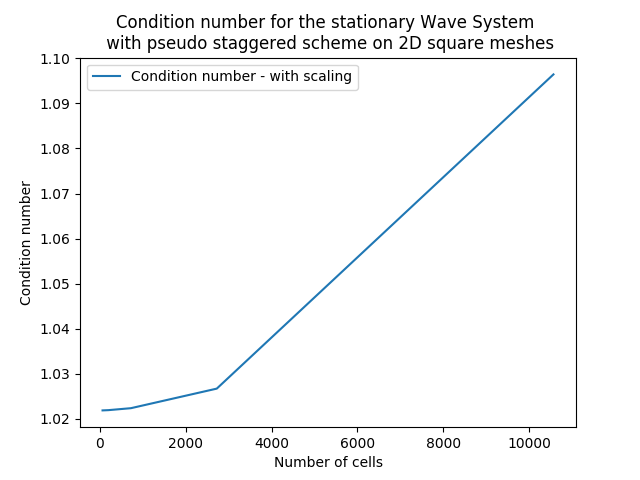 Condition number for the stationary Wave System
with pseudo staggered scheme on 2D square meshes
Condition number - with scaling
Condition number
1.10
1.09
1.08
1.07
1.06
1.05
1.04
1.03
1.02
0 2000 4000 6000 8000 10000
Number of cells